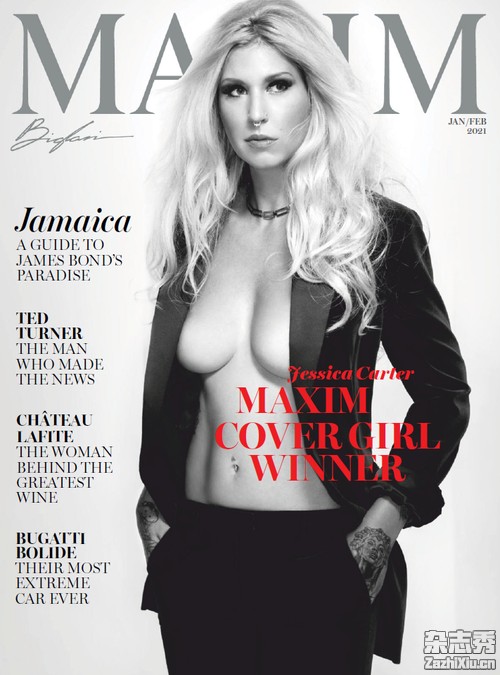 MAXIM
Biglari
JAN/FEB
2021
Jamaica
A GUIDE TO
JAMES BOND'S
PARADISE
TED
TURNER
THE MAN
WHO MADE
THE NEWS
CHÂTEAU
LAFITE
THE WOMAN
BEHIND THE
GREATEST
WINE
BUGATTI
BOLIDE
THEIR MOST
EXTREME
CAR EVER
Jessica Carter
MAXIM
COVER GIRL
WINNER
杂志秀
ZazhiXiu.cn